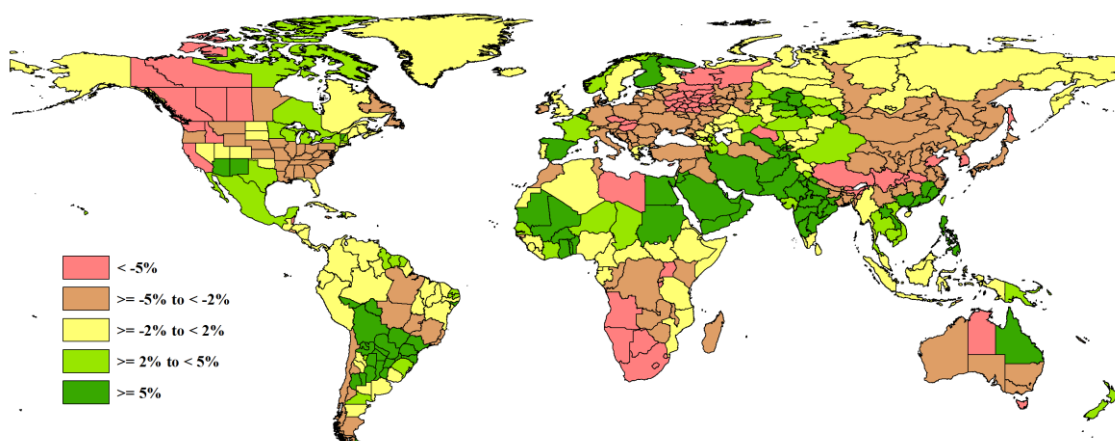 < -5%
>= -5% to < -2%
>= -2% to < 2%
>= 2% to < 5%
>= 5%